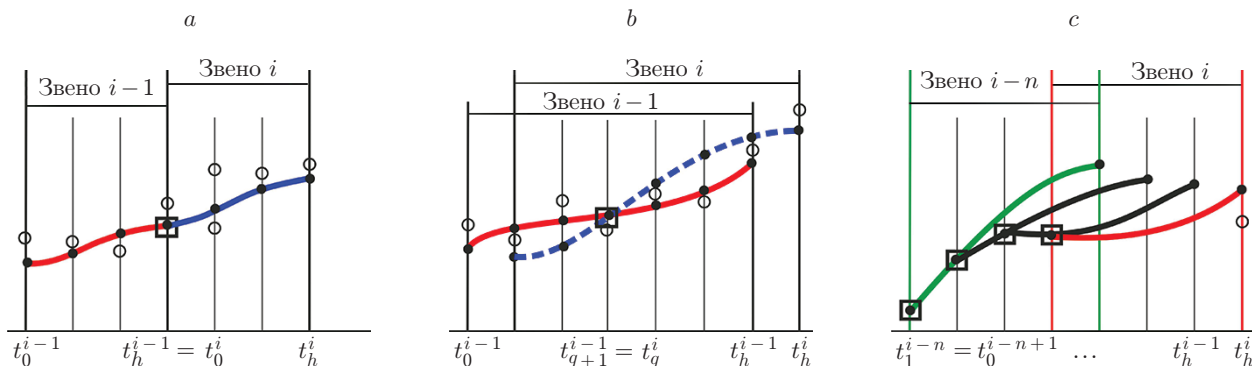 a
b
c
Звено i
Звено i
Звено i
Звено i − 1
Звено i − 1
Звено i − n
t_0^{i−1} t_h^{i−1} = t_0^i t_h^i
t_0^{i−1} t_{q+1}^{i−1} = t_q^i t_h^{i−1} t_h^i
t_1^{i−n} = t_0^{i−n+1} ... t_h^{i−1} t_h^i